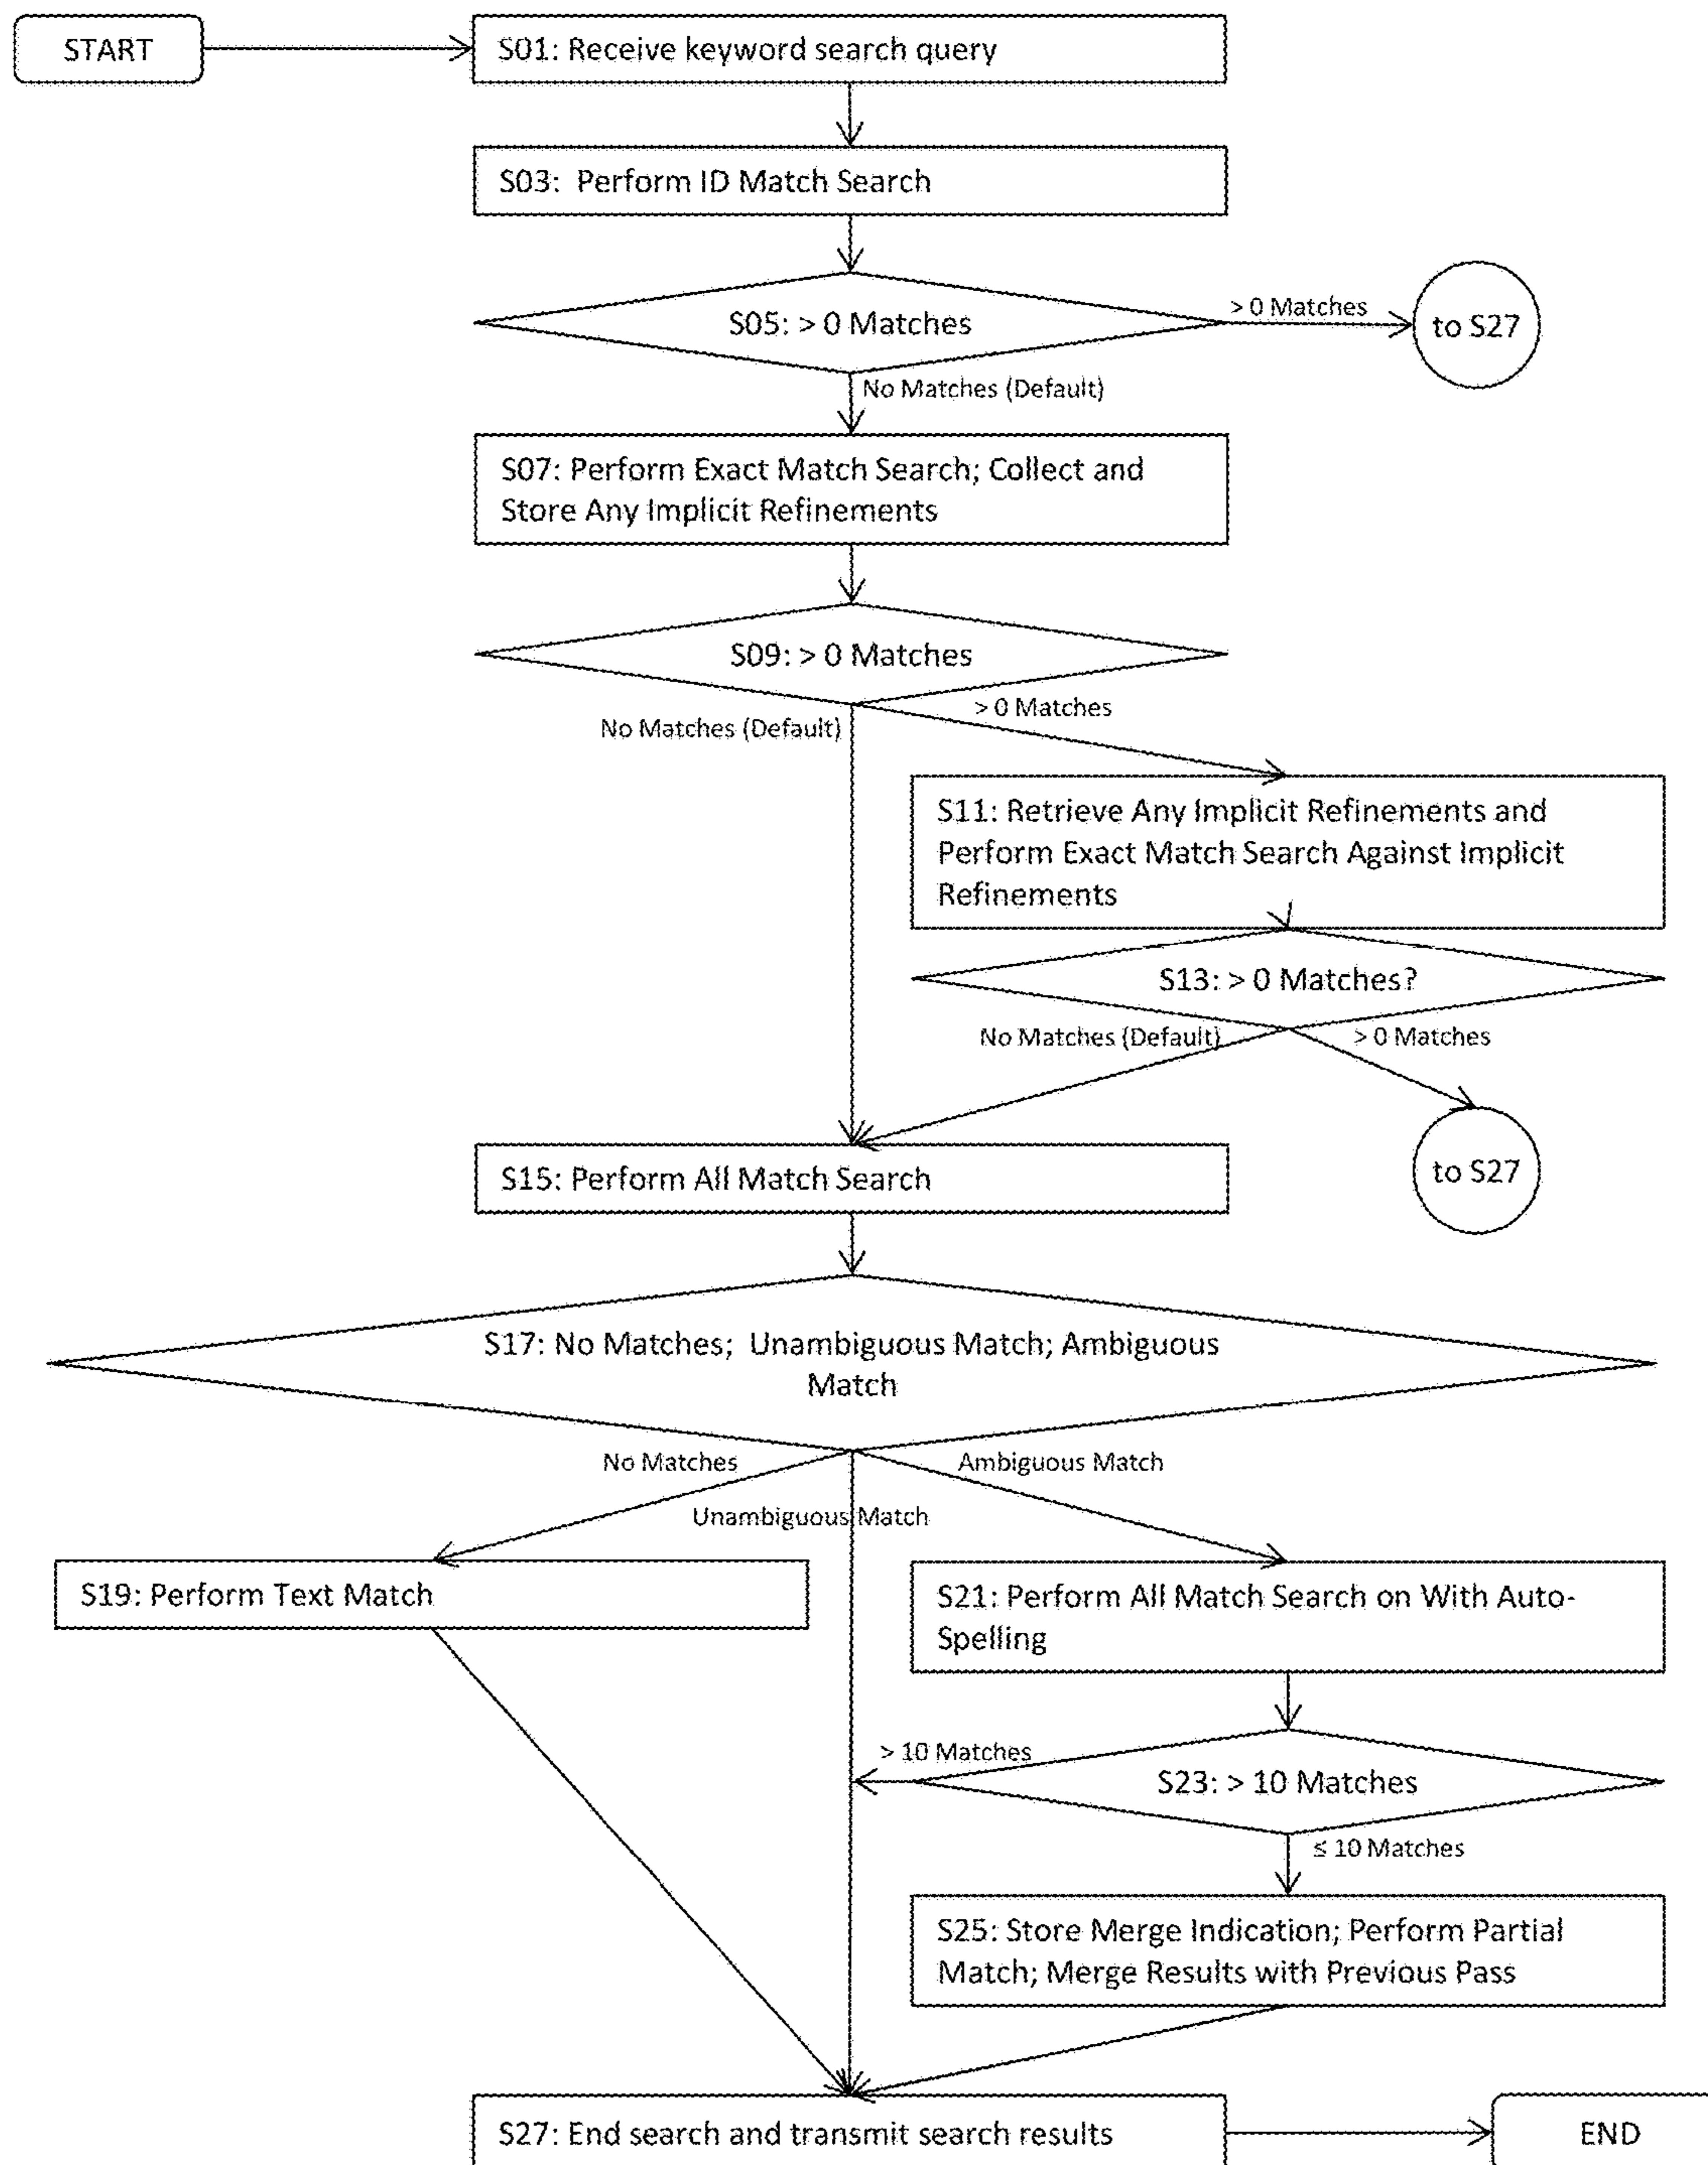 START
S01: Receive keyword search query
S03: Perform ID Match Search
S05: > 0 Matches
> 0 Matches
to S27
No Matches (Default)
S07: Perform Exact Match Search; Collect and
Store Any Implicit Refinements
S09: > 0 Matches
No Matches (Default)
> 0 Matches
S11: Retrieve Any Implicit Refinements and
Perform Exact Match Search Against Implicit
Refinements
S13: > 0 Matches?
No Matches (Default)
> 0 Matches
to S27
S15: Perform All Match Search
S17: No Matches; Unambiguous Match; Ambiguous
Match
No Matches
Ambiguous Match
Unambiguous Match
S19: Perform Text Match
S21: Perform All Match Search on With Auto-
Spelling
> 10 Matches
S23: > 10 Matches
≤ 10 Matches
S25: Store Merge Indication; Perform Partial
Match; Merge Results with Previous Pass
S27: End search and transmit search results
END